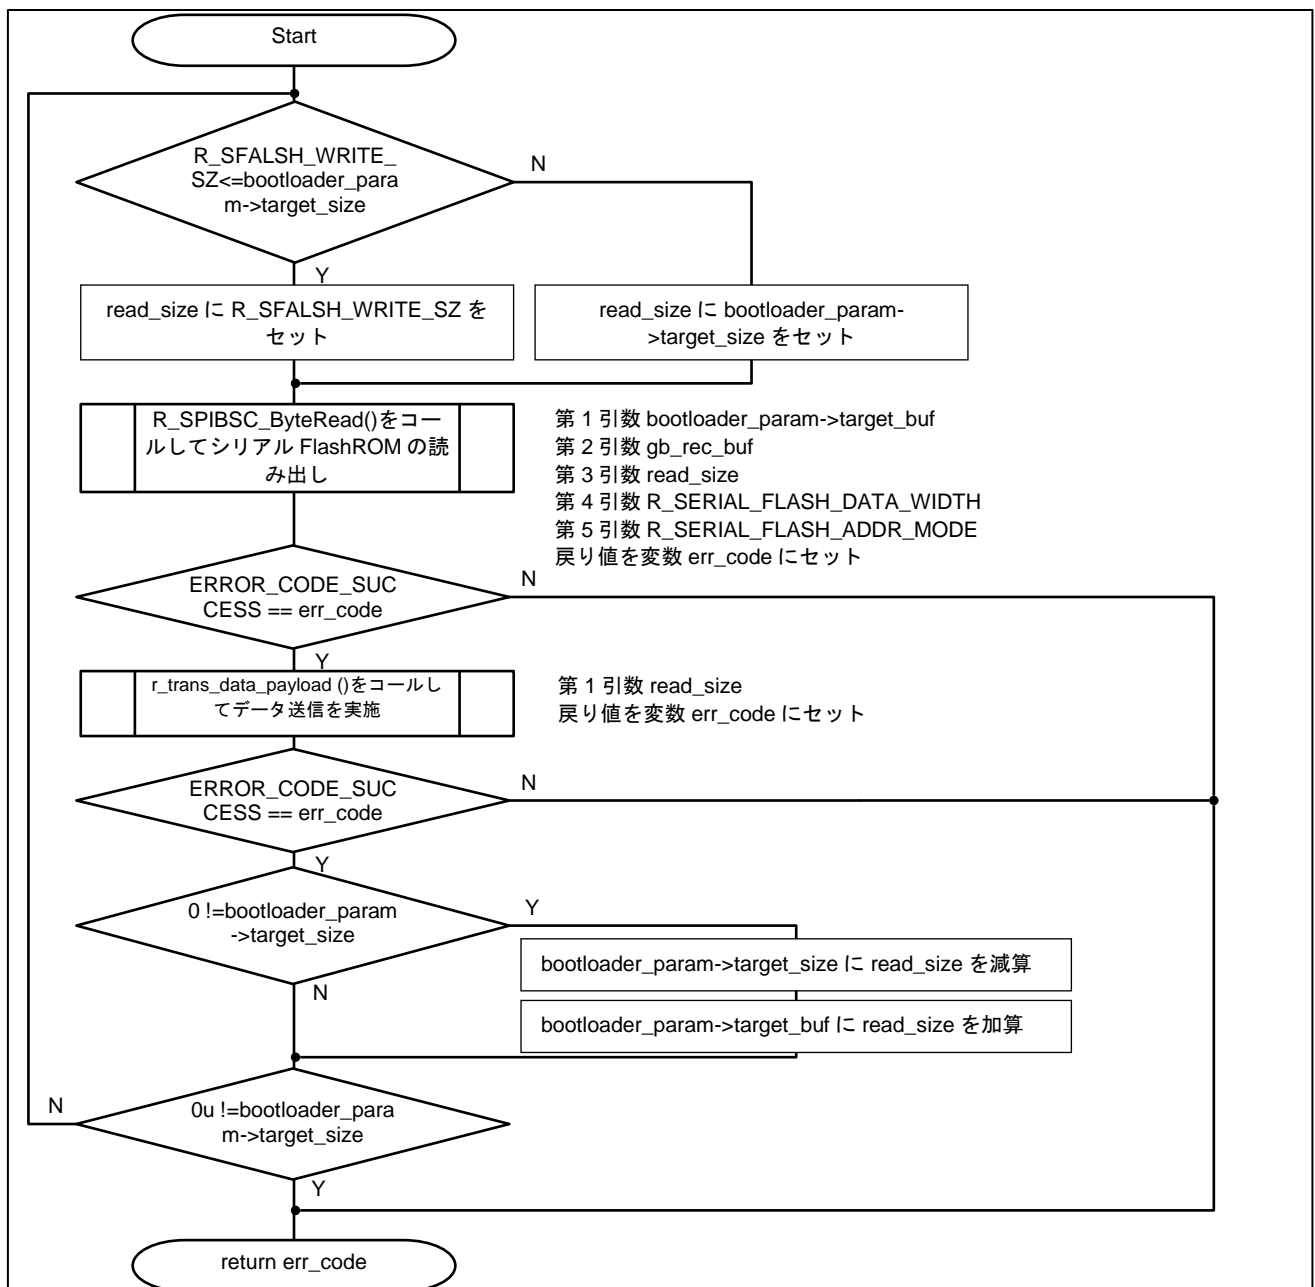 Start
R_SFALSH_WRITE_
SZ<=bootloader_para
m->target_size
N
Y
read_size に R_SFALSH_WRITE_SZ を
セット
read_size に bootloader_param-
>target_size をセット
R_SPIBSC_ByteRead()をコー
ルしてシリアル FlashROM の読
み出し
第 1 引数 bootloader_param->target_buf
第 2 引数 gb_rec_buf
第 3 引数 read_size
第 4 引数 R_SERIAL_FLASH_DATA_WIDTH
第 5 引数 R_SERIAL_FLASH_ADDR_MODE
戻り値を変数 err_code にセット
ERROR_CODE_SUC
CESS == err_code
N
Y
r_trans_data_payload ()をコールし
てデータ送信を実施
第 1 引数 read_size
戻り値を変数 err_code にセット
ERROR_CODE_SUC
CESS == err_code
N
Y
0 !=bootloader_param
->target_size
Y
bootloader_param->target_size に read_size を減算
N
bootloader_param->target_buf に read_size を加算
N
0u !=bootloader_para
m->target_size
Y
return err_code